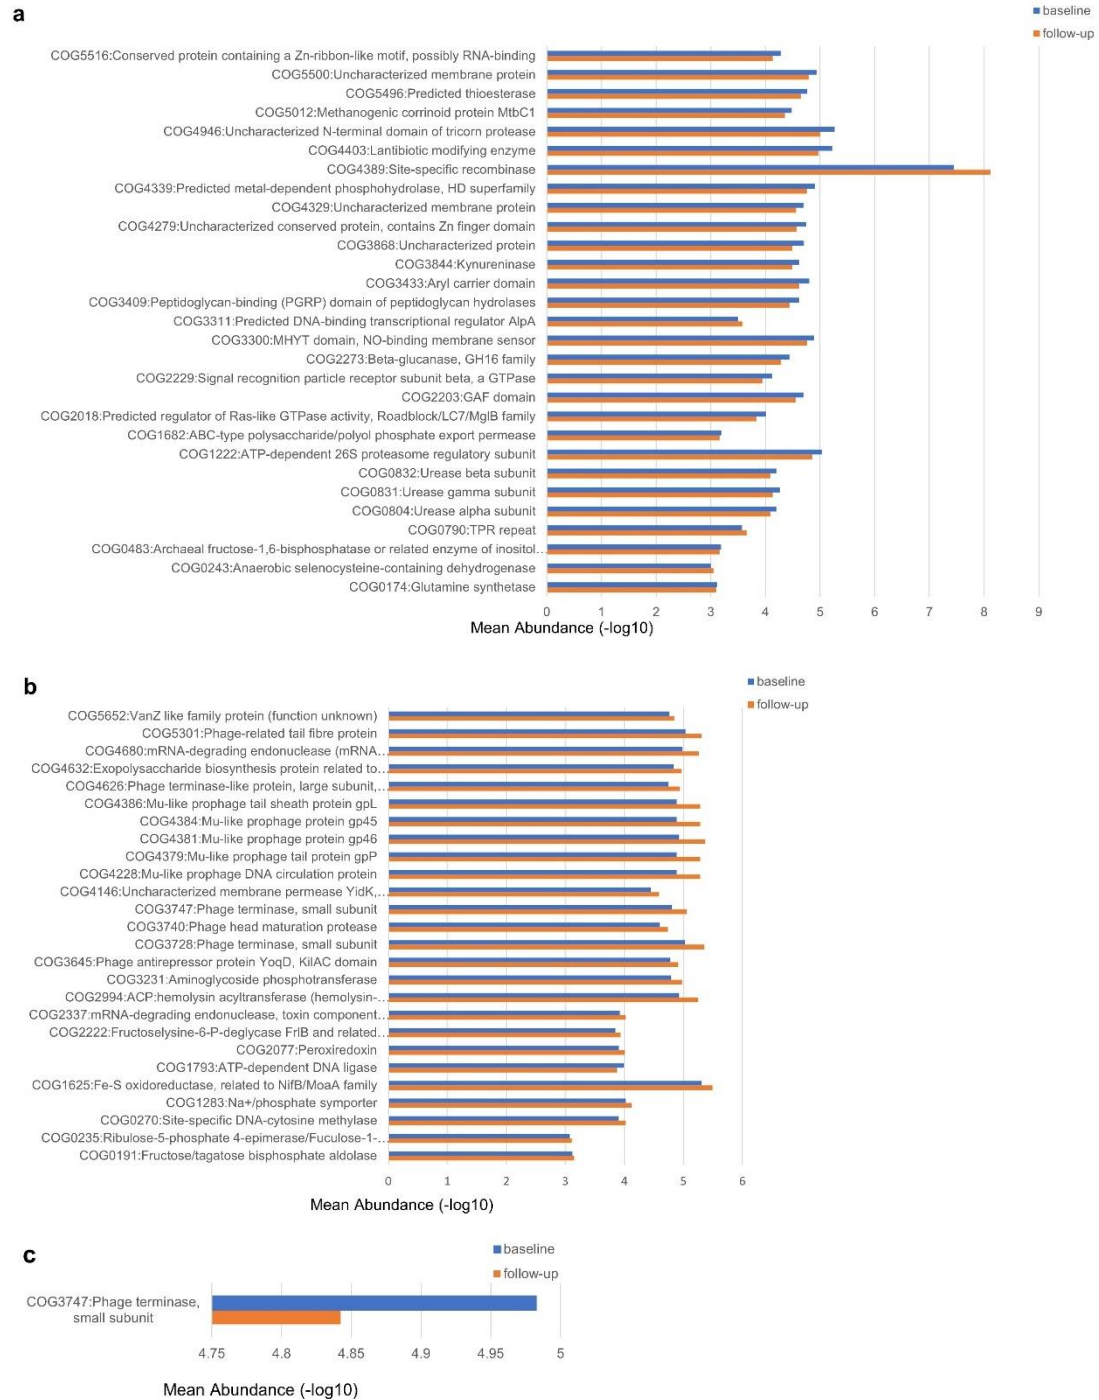 a
baseline
follow-up
COG5516:Conserved protein containing a Zn-ribbon-like motif, possibly RNA-binding
COG5500:Uncharacterized membrane protein
COG5496:Predicted thioesterase
COG5012:Methanogenic corrinoid protein MtbC1
COG4946:Uncharacterized N-terminal domain of tricorn protease
COG4403:Lantibiotic modifying enzyme
COG4389:Site-specific recombinase
COG4339:Predicted metal-dependent phosphohydrolase, HD superfamily
COG4329:Uncharacterized membrane protein
COG4279:Uncharacterized conserved protein, contains Zn finger domain
COG3868:Uncharacterized protein
COG3844:Kynureninase
COG3433:Aryl carrier domain
COG3409:Peptidoglycan-binding (PGRP) domain of peptidoglycan hydrolases
COG3311:Predicted DNA-binding transcriptional regulator AlpA
COG3300:MHYT domain, NO-binding membrane sensor
COG2273:Beta-glucanase, GH16 family
COG2229:Signal recognition particle receptor subunit beta, a GTPase
COG2203:GAF domain
COG2018:Predicted regulator of Ras-like GTPase activity, Roadblock/LC7/MglB family
COG1682:ABC-type polysaccharide/polyol phosphate export permease
COG1222:ATP-dependent 26S proteasome regulatory subunit
COG0832:Urease beta subunit
COG0831:Urease gamma subunit
COG0804:Urease alpha subunit
COG0790:TPR repeat
COG0483:Archaeal fructose-1,6-bisphosphatase or related enzyme of inositol…
COG0243:Anaerobic selenocysteine-containing dehydrogenase
COG0174:Glutamine synthetase
0 1 2 3 4 5 6 7 8 9
Mean Abundance (-log10)
b
baseline
follow-up
COG5652:VanZ like family protein (function unknown)
COG5301:Phage-related tail fibre protein
COG4680:mRNA-degrading endonuclease (mRNA…
COG4632:Exopolysaccharide biosynthesis protein related to…
COG4626:Phage terminase-like protein, large subunit,…
COG4386:Mu-like prophage tail sheath protein gpL
COG4384:Mu-like prophage protein gp45
COG4381:Mu-like prophage protein gp46
COG4379:Mu-like prophage tail protein gpP
COG4228:Mu-like prophage DNA circulation protein
COG4146:Uncharacterized membrane permease YidK,…
COG3747:Phage terminase, small subunit
COG3740:Phage head maturation protease
COG3728:Phage terminase, small subunit
COG3645:Phage antirepressor protein YoqD, KilAC domain
COG3231:Aminoglycoside phosphotransferase
COG2994:ACP:hemolysin acyltransferase (hemolysin-…
COG2337:mRNA-degrading endonuclease, toxin component…
COG2222:Fructoselysine-6-P-deglycase FrlB and related…
COG2077:Peroxiredoxin
COG1793:ATP-dependent DNA ligase
COG1625:Fe-S oxidoreductase, related to NifB/MoaA family
COG1283:Na+/phosphate symporter
COG0270:Site-specific DNA-cytosine methylase
COG0235:Ribulose-5-phosphate 4-epimerase/Fuculose-1-…
COG0191:Fructose/tagatose bisphosphate aldolase
0 1 2 3 4 5 6
Mean Abundance (-log10)
c
baseline
follow-up
COG3747:Phage terminase,
small subunit
4.75 4.8 4.85 4.9 4.95 5
Mean Abundance (-log10)